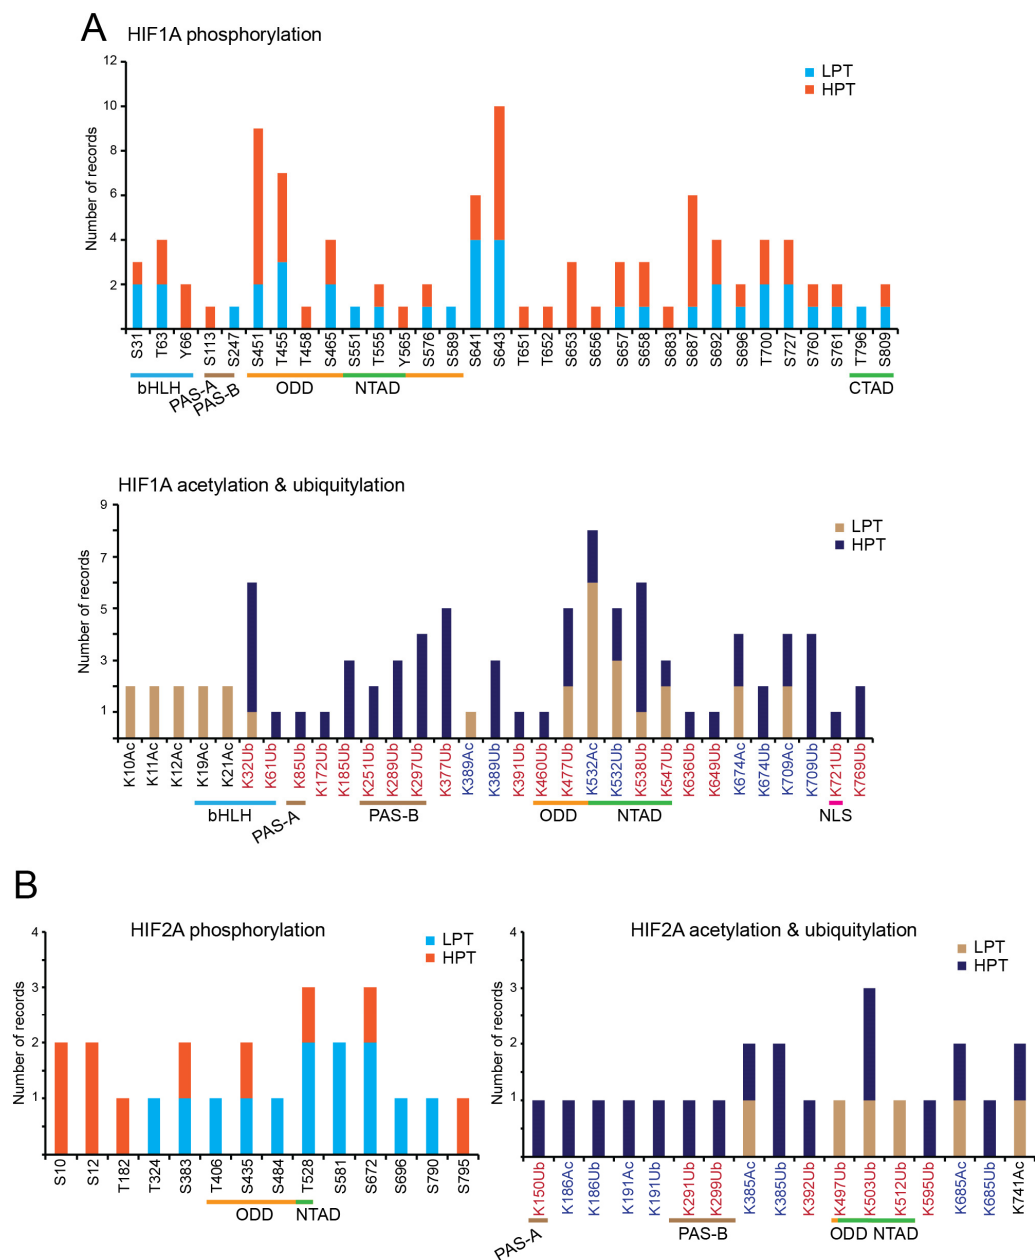 A
HIF1A phosphorylation
LPT
HPT
Number of records
12
10
8
6
4
2
S31 T63 Y66 S113 S247 S451 T455 T458 S465 S551 T555 Y565 S576 S589 S641 S643 T651 T652 S653 S656 S657 S658 S683 S687 S692 S696 T700 S727 S760 S761 T796 S809
bHLH PAS-A PAS-B ODD NTAD CTAD
HIF1A acetylation & ubiquitylation
LPT
HPT
Number of records
9
7
5
3
1
K10Ac K11Ac K12Ac K19Ac K21Ac K32Ub K61Ub K85Ub K172Ub K185Ub K251Ub K289Ub K297Ub K377Ub K389Ac K389Ub K391Ub K460Ub K477Ub K532Ac K532Ub K538Ub K547Ub K636Ub K649Ub K674Ac K674Ub K709Ac K709Ub K721Ub K769Ub
bHLH PAS-A PAS-B ODD NTAD NLS
B
HIF2A phosphorylation
LPT
HPT
Number of records
4
3
2
1
S10 S12 T182 T324 S383 T406 S435 S484 T528 S581 S672 S696 S790 S795
ODD NTAD
HIF2A acetylation & ubiquitylation
LPT
HPT
Number of records
4
3
2
1
K150Ub K186Ac K186Ub K191Ac K191Ub K291Ub K299Ub K385Ac K385Ub K392Ub K497Ub K503Ub K512Ub K595Ub K685Ac K685Ub K741Ac
PAS-A PAS-B ODD NTAD